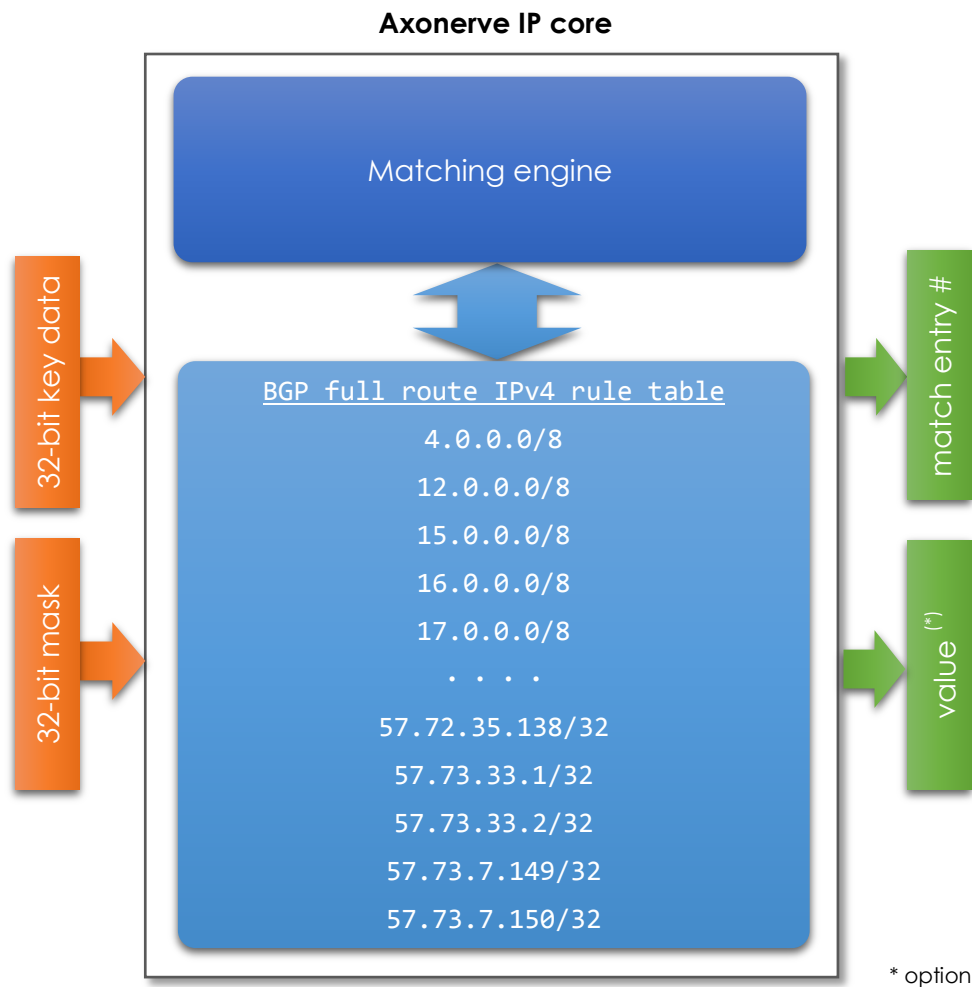 Axonerve IP core
Matching engine
32-bit key data
32-bit mask
BGP full route IPv4 rule table
4.0.0.0/8
12.0.0.0/8
15.0.0.0/8
16.0.0.0/8
17.0.0.0/8
. . . .
57.72.35.138/32
57.73.33.1/32
57.73.33.2/32
57.73.7.149/32
57.73.7.150/32
match entry #
value (*)
* option